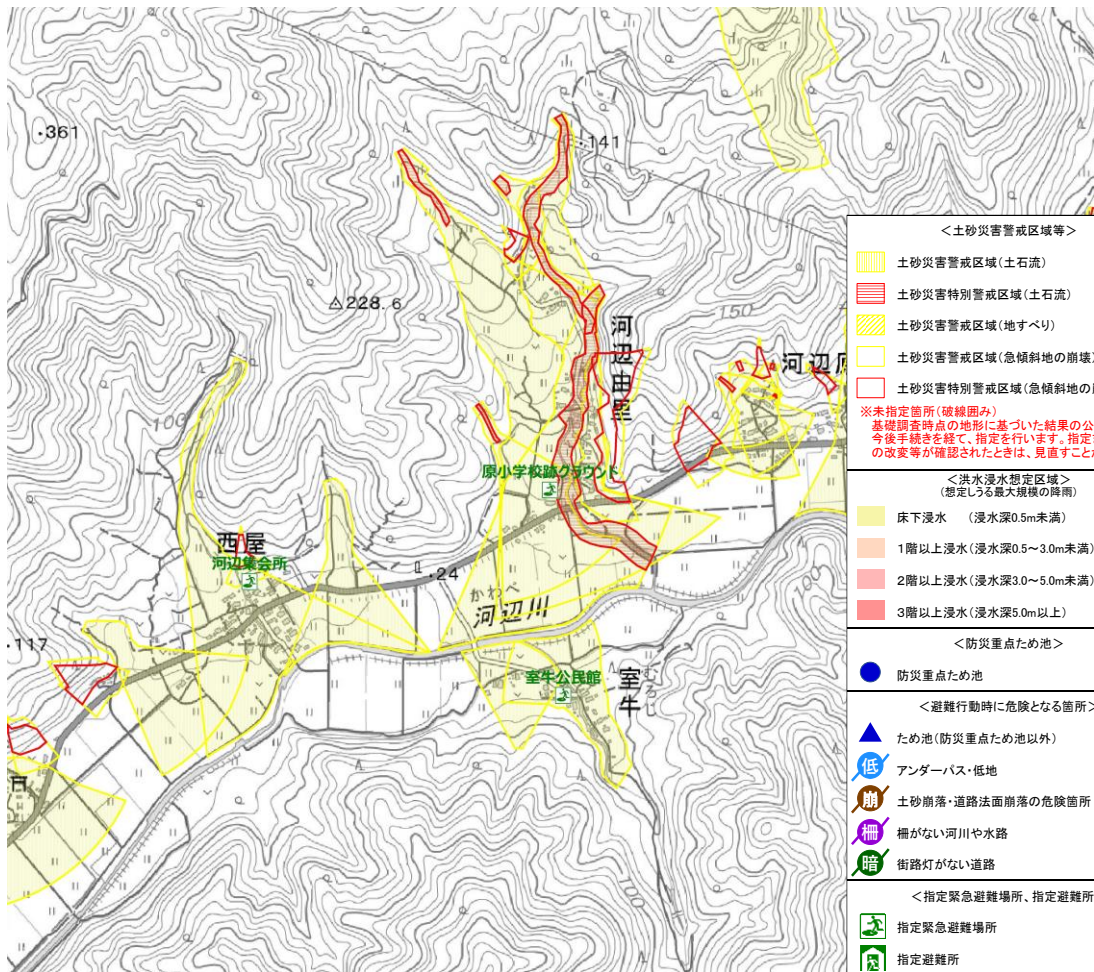 361
141
228.6
150
河辺由里
河辺原
100
原小学校跡グラウンド
西屋
河辺集会所
24
かわべ
河辺川
117
室牛公民館
室牛
むろじ
戸
100
100
＜土砂災害警戒区域等＞
土砂災害警戒区域(土石流)
土砂災害特別警戒区域(土石流)
土砂災害警戒区域(地すべり)
土砂災害警戒区域(急傾斜地の崩壊)
土砂災害特別警戒区域(急傾斜地の
※未指定箇所(破線囲み)
基礎調査時点の地形に基づいた結果の公
今後手続きを経て、指定を行います。指定
の改変等が確認されたときは、見直すこと
＜洪水浸水想定区域＞
(想定しうる最大規模の降雨)
床下浸水　(浸水深0.5m未満)
1階以上浸水(浸水深0.5～3.0m未満)
2階以上浸水(浸水深3.0～5.0m未満)
3階以上浸水(浸水深5.0m以上)
＜防災重点ため池＞
防災重点ため池
＜避難行動時に危険となる箇所＞
ため池(防災重点ため池以外)
低 アンダーパス・低地
崩 土砂崩落・道路法面崩落の危険箇所
柵 柵がない河川や水路
暗 街路灯がない道路
＜指定緊急避難場所、指定避難所
指定緊急避難場所
指定避難所